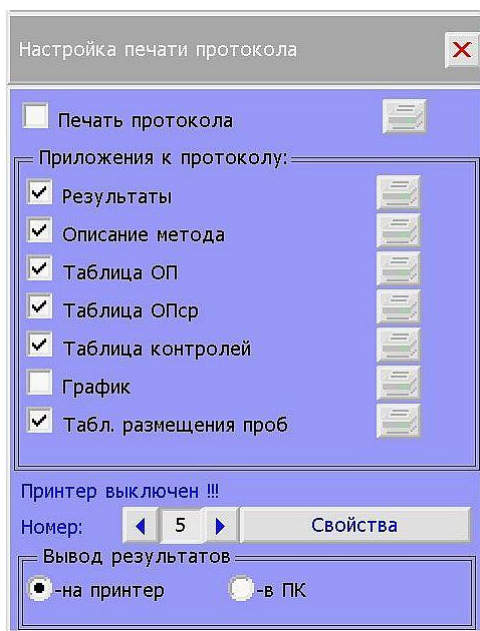 Настройка печати протокола
Печать протокола
Приложения к протоколу:
Результаты
Описание метода
Таблица ОП
Таблица ОПср
Таблица контролей
График
Табл. размещения проб
Принтер выключен !!!
Номер: 5 Свойства
Вывод результатов
-на принтер -в ПК